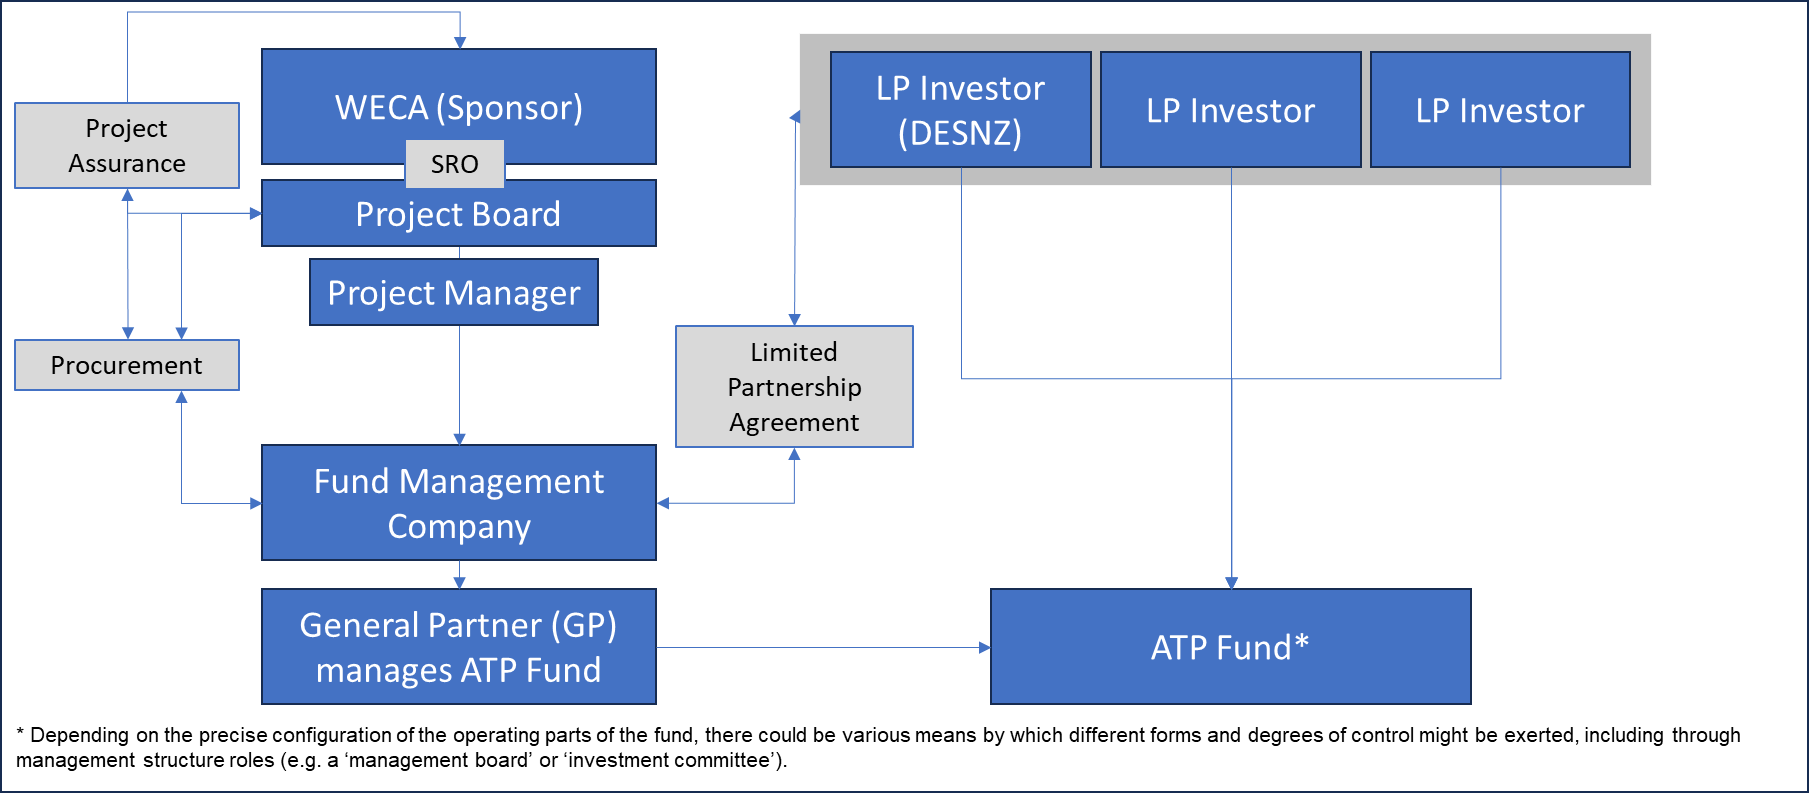 Project
Assurance
WECA (Sponsor)
SRO
Project Board
Project Manager
Procurement
LP Investor
(DESNZ)
LP Investor
LP Investor
Limited
Partnership
Agreement
Fund Management
Company
General Partner (GP)
manages ATP Fund
ATP Fund*
* Depending on the precise configuration of the operating parts of the fund, there could be various means by which different forms and degrees of control might be exerted, including through
management structure roles (e.g. a ‘management board’ or ‘investment committee’).